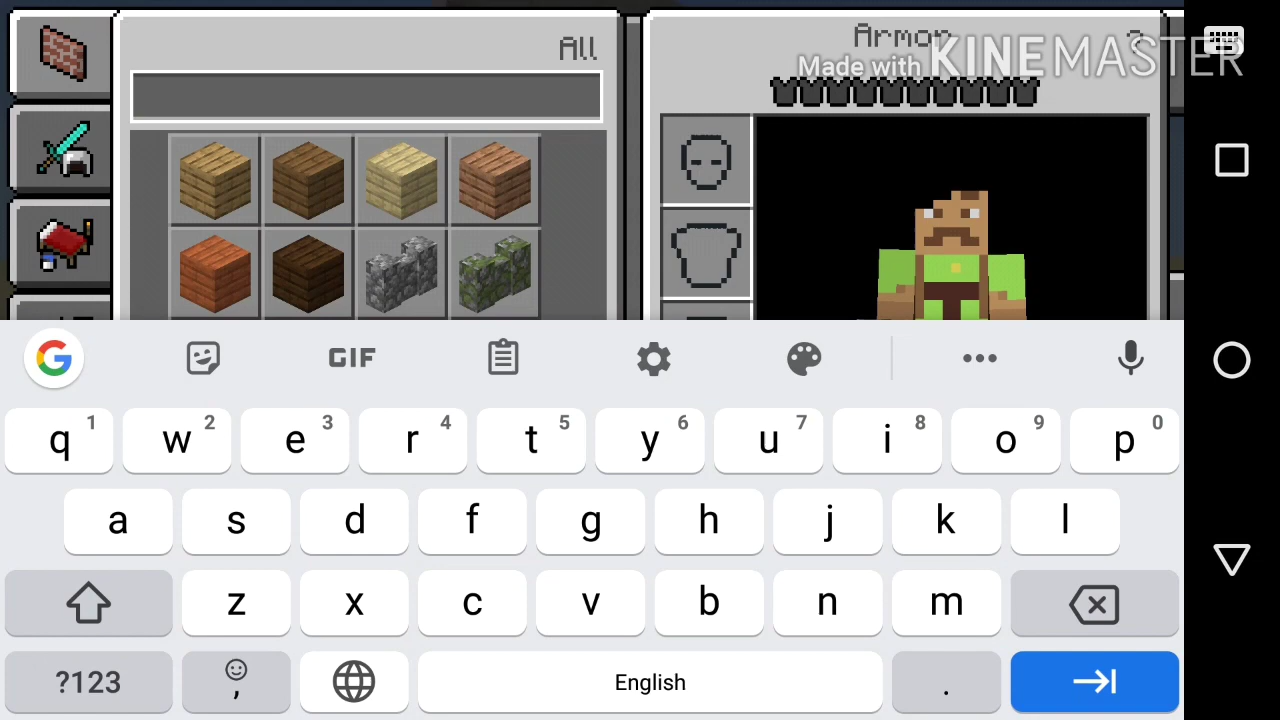 All
Armor ?
Made with KINEMASTER
GIF
q 1 w 2 e 3 r 4 t 5 y 6 u 7 i 8 o 9 p 0
a s d f g h j k l
z x c v b n m
?123 , English .